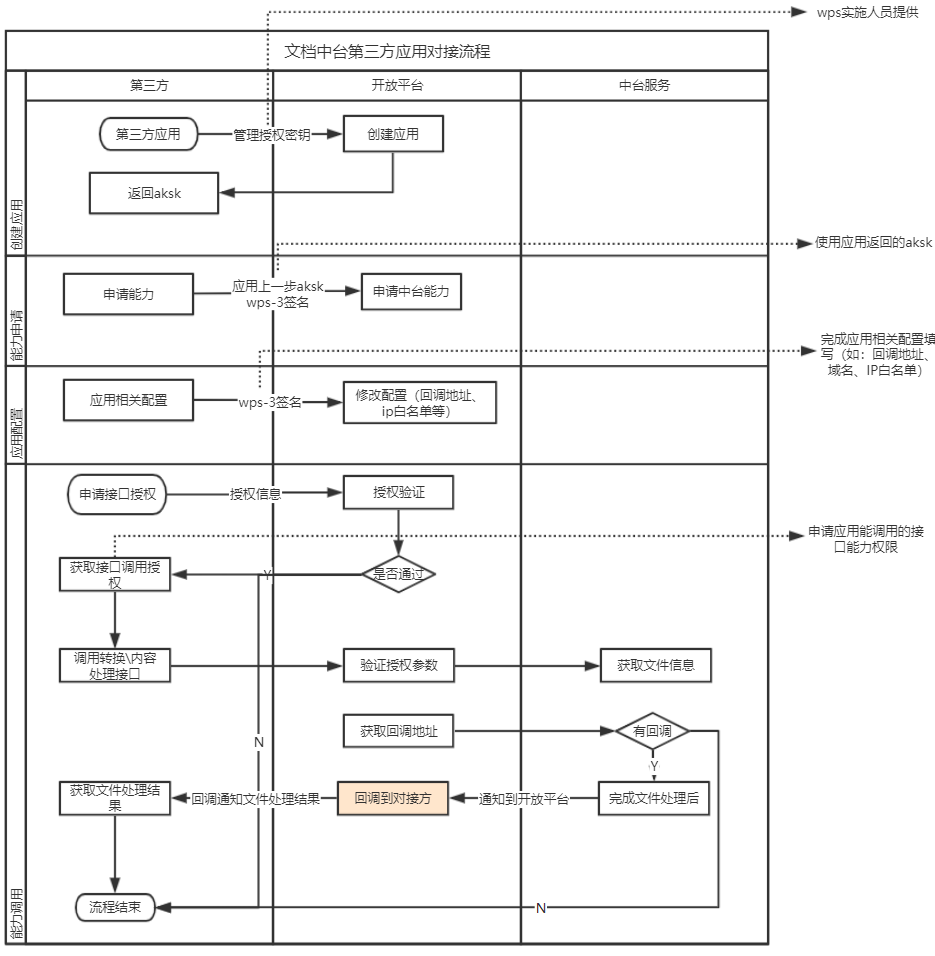 wps实施人员提供
文档中台第三方应用对接流程
第三方
开放平台
中台服务
创建应用
第三方应用
管理授权密钥
创建应用
返回aksk
使用应用返回的aksk
能力申请
申请能力
应用上一步aksk
wps-3签名
申请中台能力
完成应用相关配置填
写（如：回调地址、
域名、IP白名单）
应用配置
应用相关配置
wps-3签名
修改配置（回调地址、
ip白名单等）
能力调用
申请接口授权
授权信息
授权验证
申请应用能调用的接
口能力权限
获取接口调用授
权
Y
是否通过
调用转换\内容
处理接口
验证授权参数
获取文件信息
获取回调地址
有回调
N
Y
获取文件处理结
果
回调通知文件处理结果
回调到对接方
通知到开放平台
完成文件处理后
流程结束
N